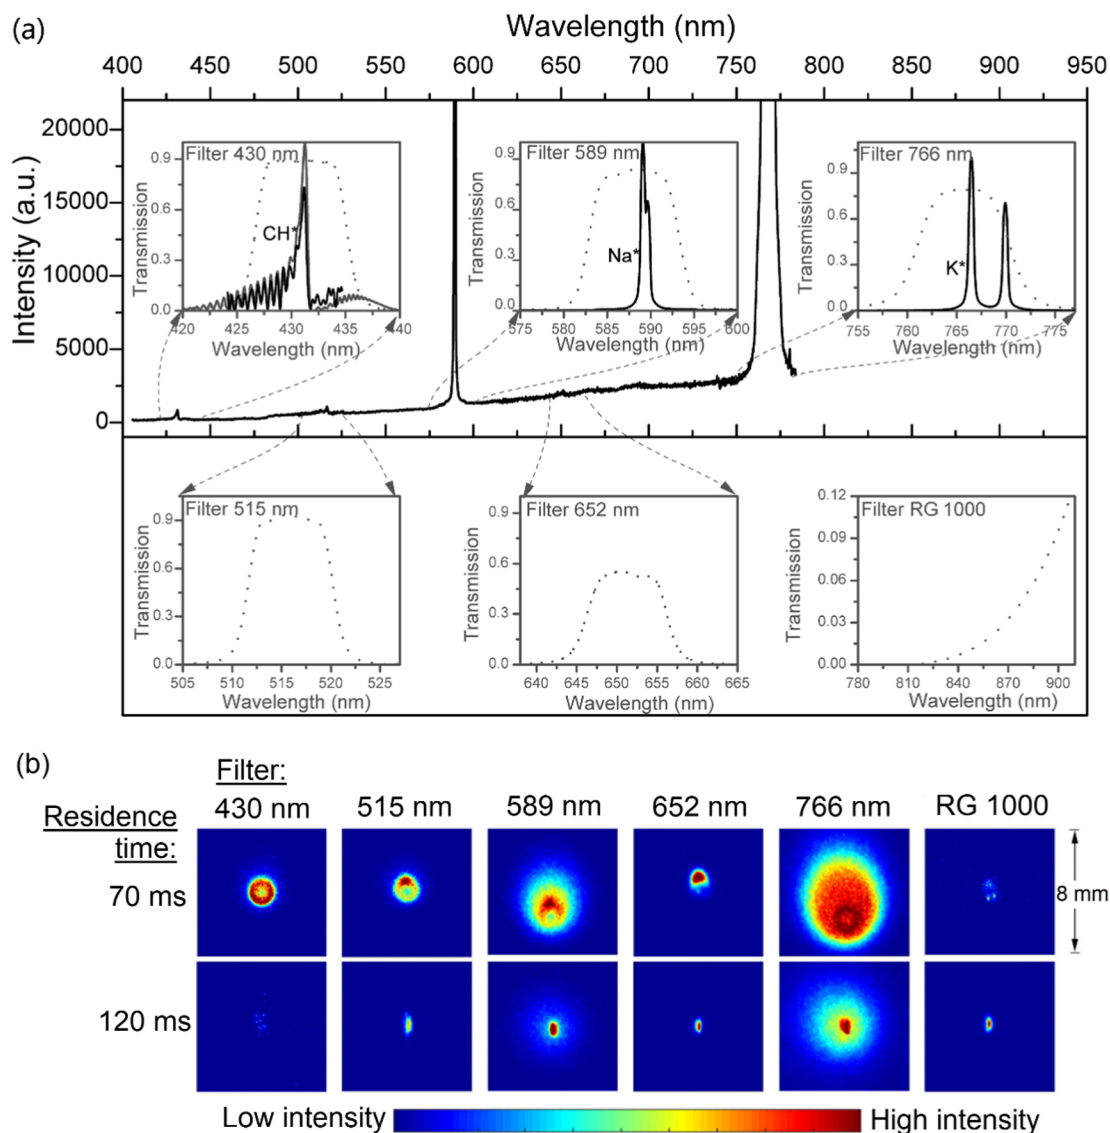 (a)
Wavelength (nm)
400 450 500 550 600 650 700 750 800 850 900 950
Intensity (a.u.)
20000
15000
10000
5000
0
Filter 430 nm
Transmission
0.9
0.6
0.3
0.0
CH*
420 425 430 435 440
Wavelength (nm)
Filter 589 nm
Transmission
0.9
0.6
0.3
0.0
Na*
575 580 585 590 595 600
Wavelength (nm)
Filter 766 nm
Transmission
0.9
0.6
0.3
0.0
K*
755 760 765 770 775
Wavelength (nm)
Filter 515 nm
Transmission
0.9
0.6
0.3
0.0
505 510 515 520 525
Wavelength (nm)
Filter 652 nm
Transmission
0.9
0.6
0.3
0.0
640 645 650 655 660 665
Wavelength (nm)
Filter RG 1000
Transmission
0.12
0.09
0.06
0.03
0.00
780 810 840 870 900
Wavelength (nm)
(b)
Filter:
430 nm 515 nm 589 nm 652 nm 766 nm RG 1000
Residence
time:
70 ms
8 mm
120 ms
Low intensity High intensity